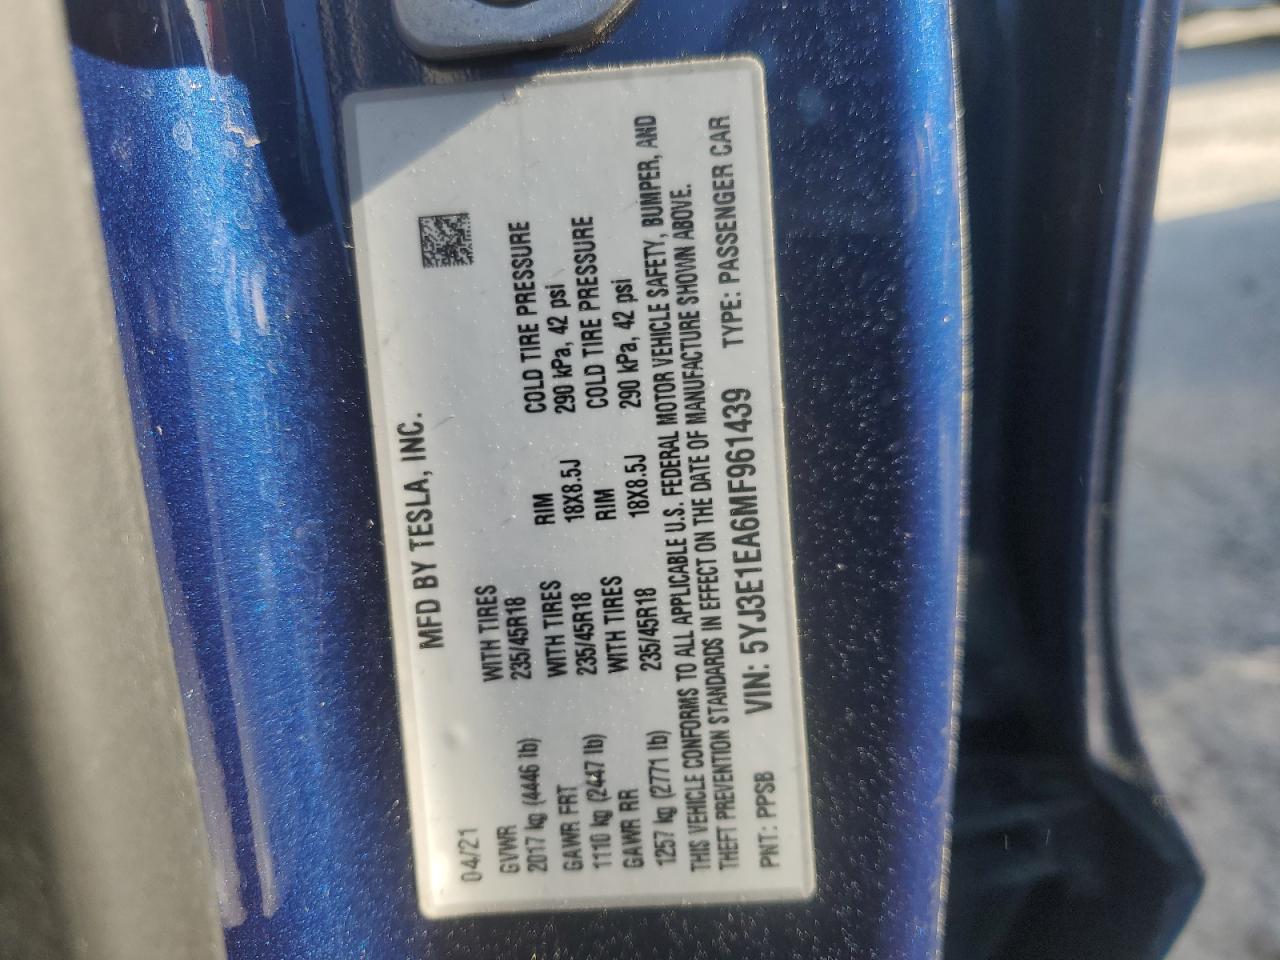 MFD BY TESLA, INC.
04/21
GVWR WITH TIRES RIM COLD TIRE PRESSURE
2017 kg (4446 lb) 235/45R18 18X8.5J 290 kPa, 42 psi
GAWR FRT WITH TIRES RIM COLD TIRE PRESSURE
1110 kg (2447 lb) 235/45R18 18X8.5J 290 kPa, 42 psi
GAWR RR WITH TIRES
1257 kg (2771 lb) 235/45R18
THIS VEHICLE CONFORMS TO ALL APPLICABLE U.S. FEDERAL MOTOR VEHICLE SAFETY, BUMPER, AND
THEFT PREVENTION STANDARDS IN EFFECT ON THE DATE OF MANUFACTURE SHOWN ABOVE.
PNT: PPSB VIN: 5YJ3E1EA6MF961439 TYPE: PASSENGER CAR